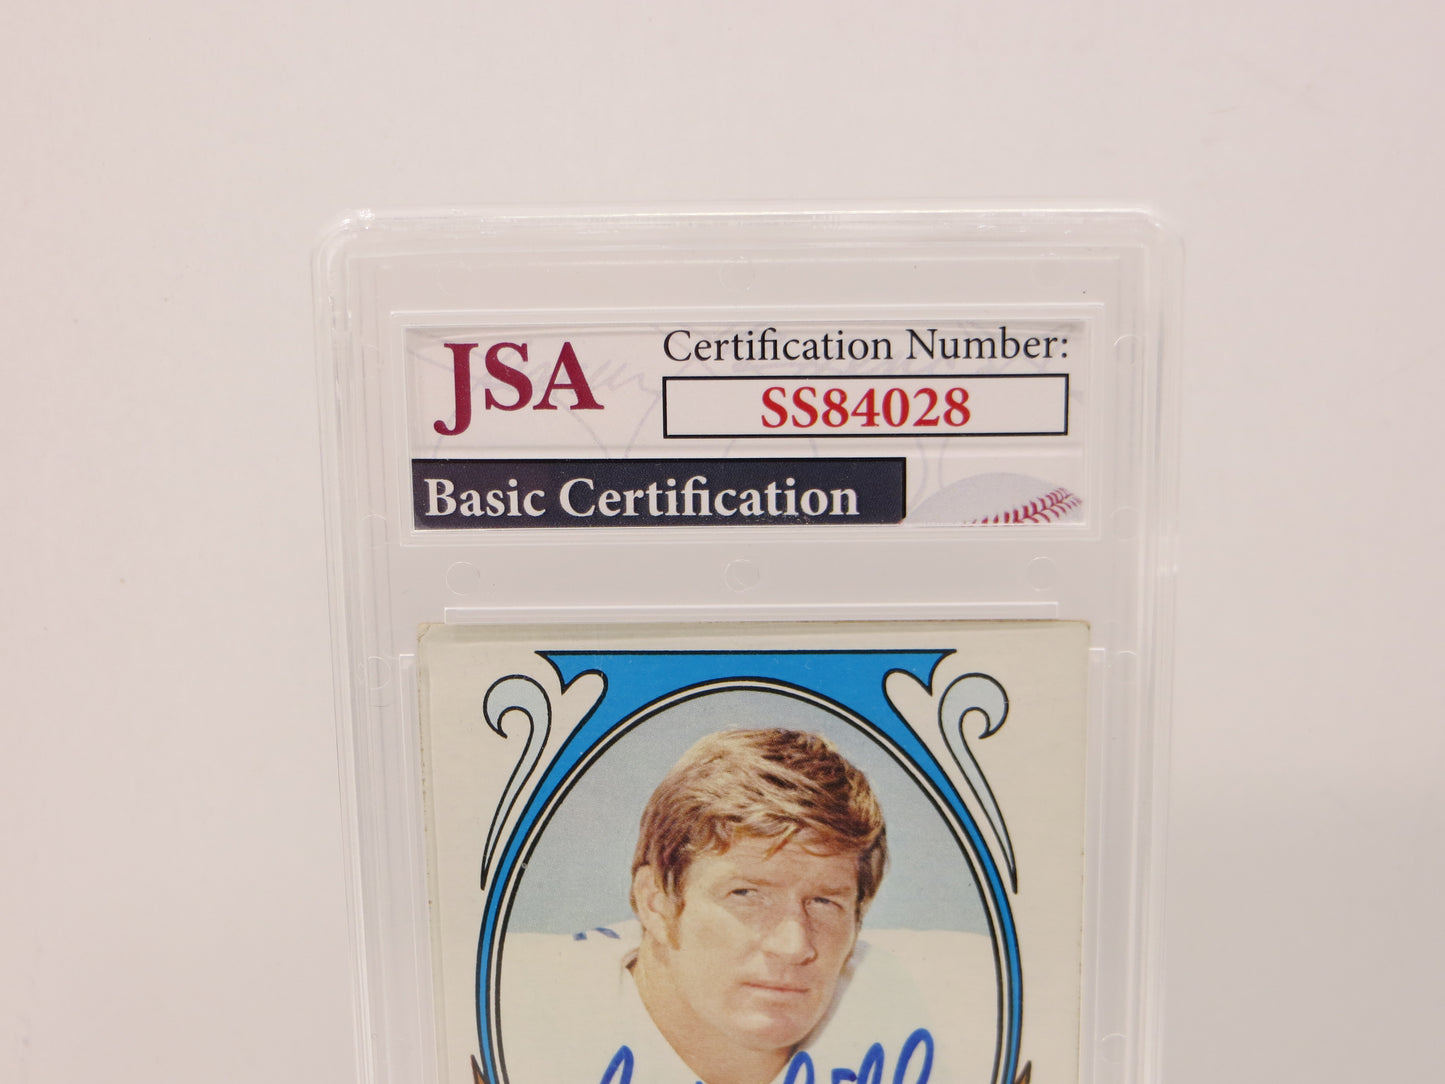 JSA
Certification Number:
SS84028
Basic Certification